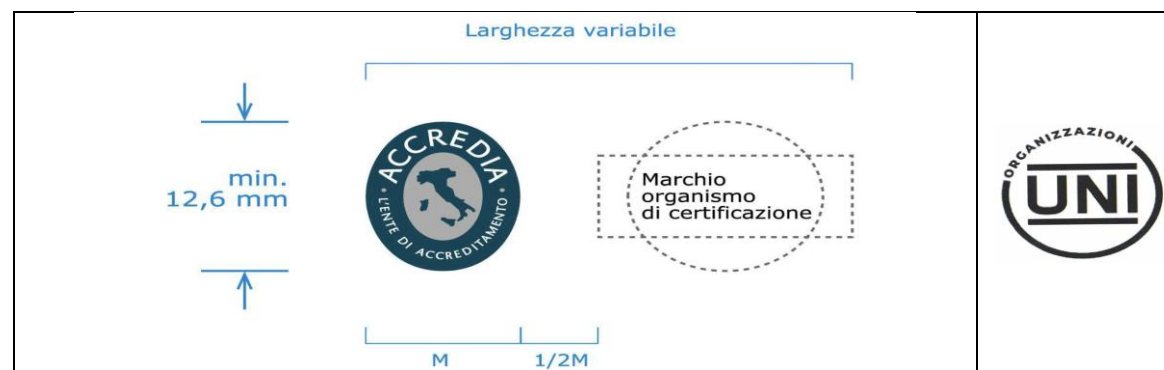 Larghezza variabile
min.
12,6 mm
ACCREDIA
L'ENTE DI ACCREDITAMENTO
Marchio
organismo
di certificazione
M
1/2M
ORGANIZZAZIONI
UNI